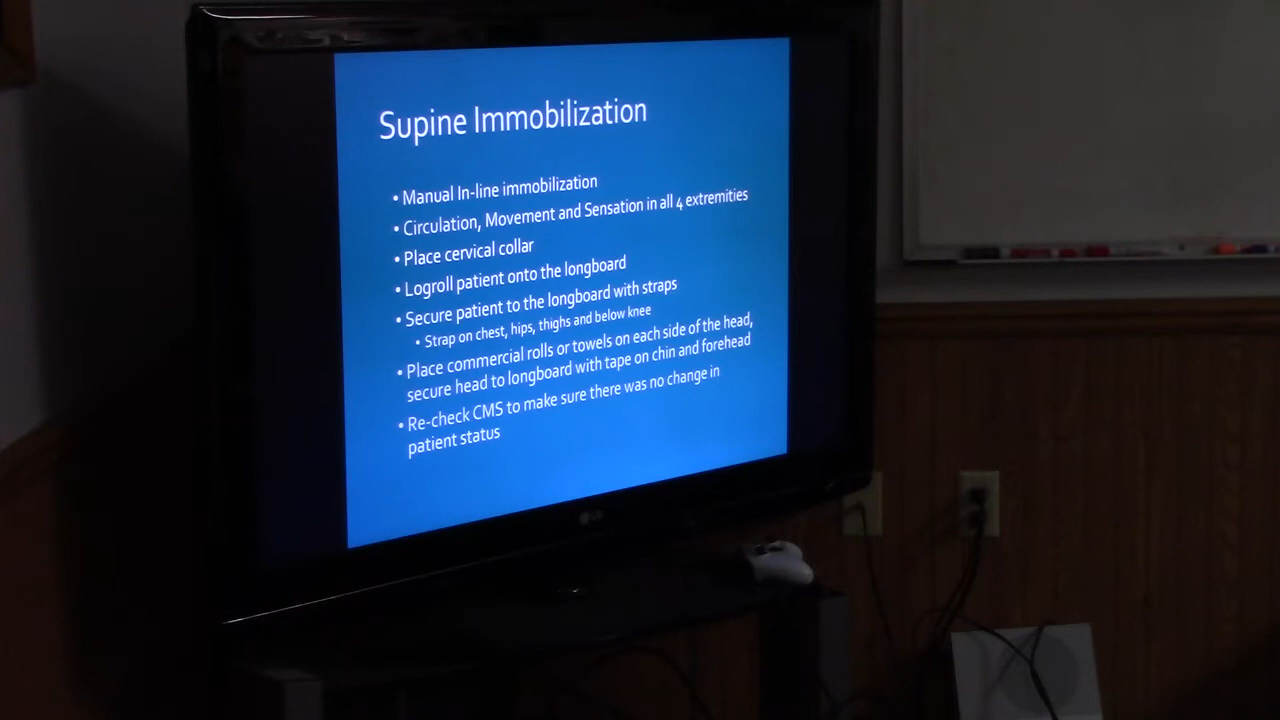 Supine Immobilization
• Manual In-line immobilization
• Circulation, Movement and Sensation in all 4 extremities
• Place cervical collar
• Logroll patient onto the longboard
• Secure patient to the longboard with straps
• Strap on chest, hips, thighs and below knee
• Place commercial rolls or towels on each side of the head,
secure head to longboard with tape on chin and forehead
• Re-check CMS to make sure there was no change in
patient status
LG